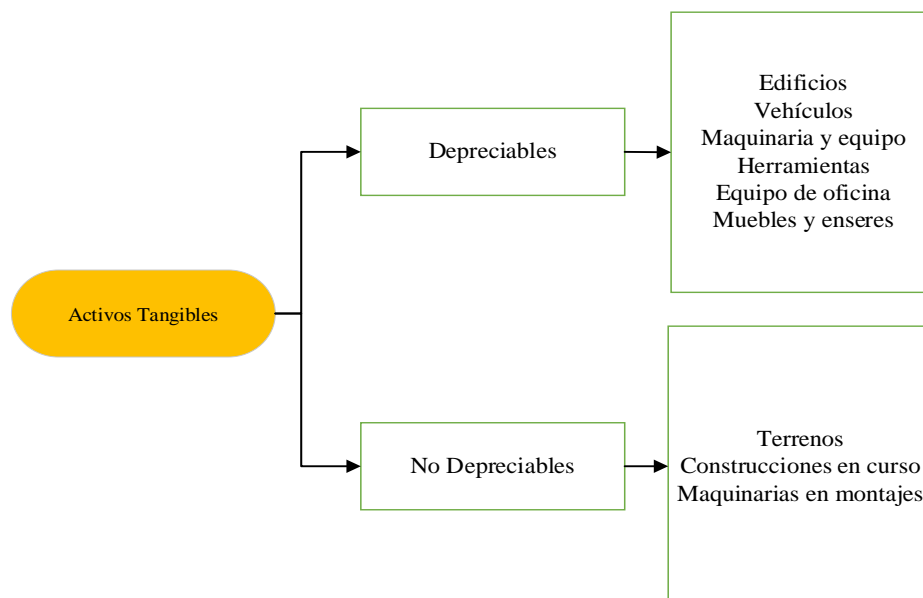 Activos Tangibles
Depreciables
Edificios
Vehículos
Maquinaria y equipo
Herramientas
Equipo de oficina
Muebles y enseres
No Depreciables
Terrenos
Construcciones en curso
Maquinarias en montajes